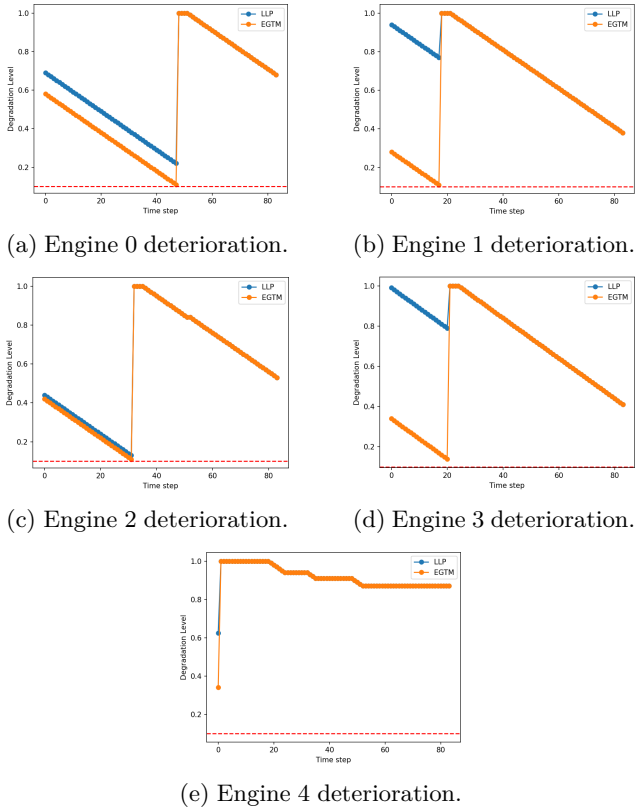 1.0
0.8
0.6
0.4
0.2
Degradation Level
0 20 40 60 80
Time step
LLP
EGTM
(a) Engine 0 deterioration.
1.0
0.8
0.6
0.4
0.2
Degradation Level
0 20 40 60 80
Time step
LLP
EGTM
(b) Engine 1 deterioration.
1.0
0.8
0.6
0.4
0.2
Degradation Level
0 20 40 60 80
Time step
LLP
EGTM
(c) Engine 2 deterioration.
1.0
0.8
0.6
0.4
0.2
Degradation Level
0 20 40 60 80
Time step
LLP
EGTM
(d) Engine 3 deterioration.
1.0
0.8
0.6
0.4
0.2
Degradation Level
0 20 40 60 80
Time step
LLP
EGTM
(e) Engine 4 deterioration.